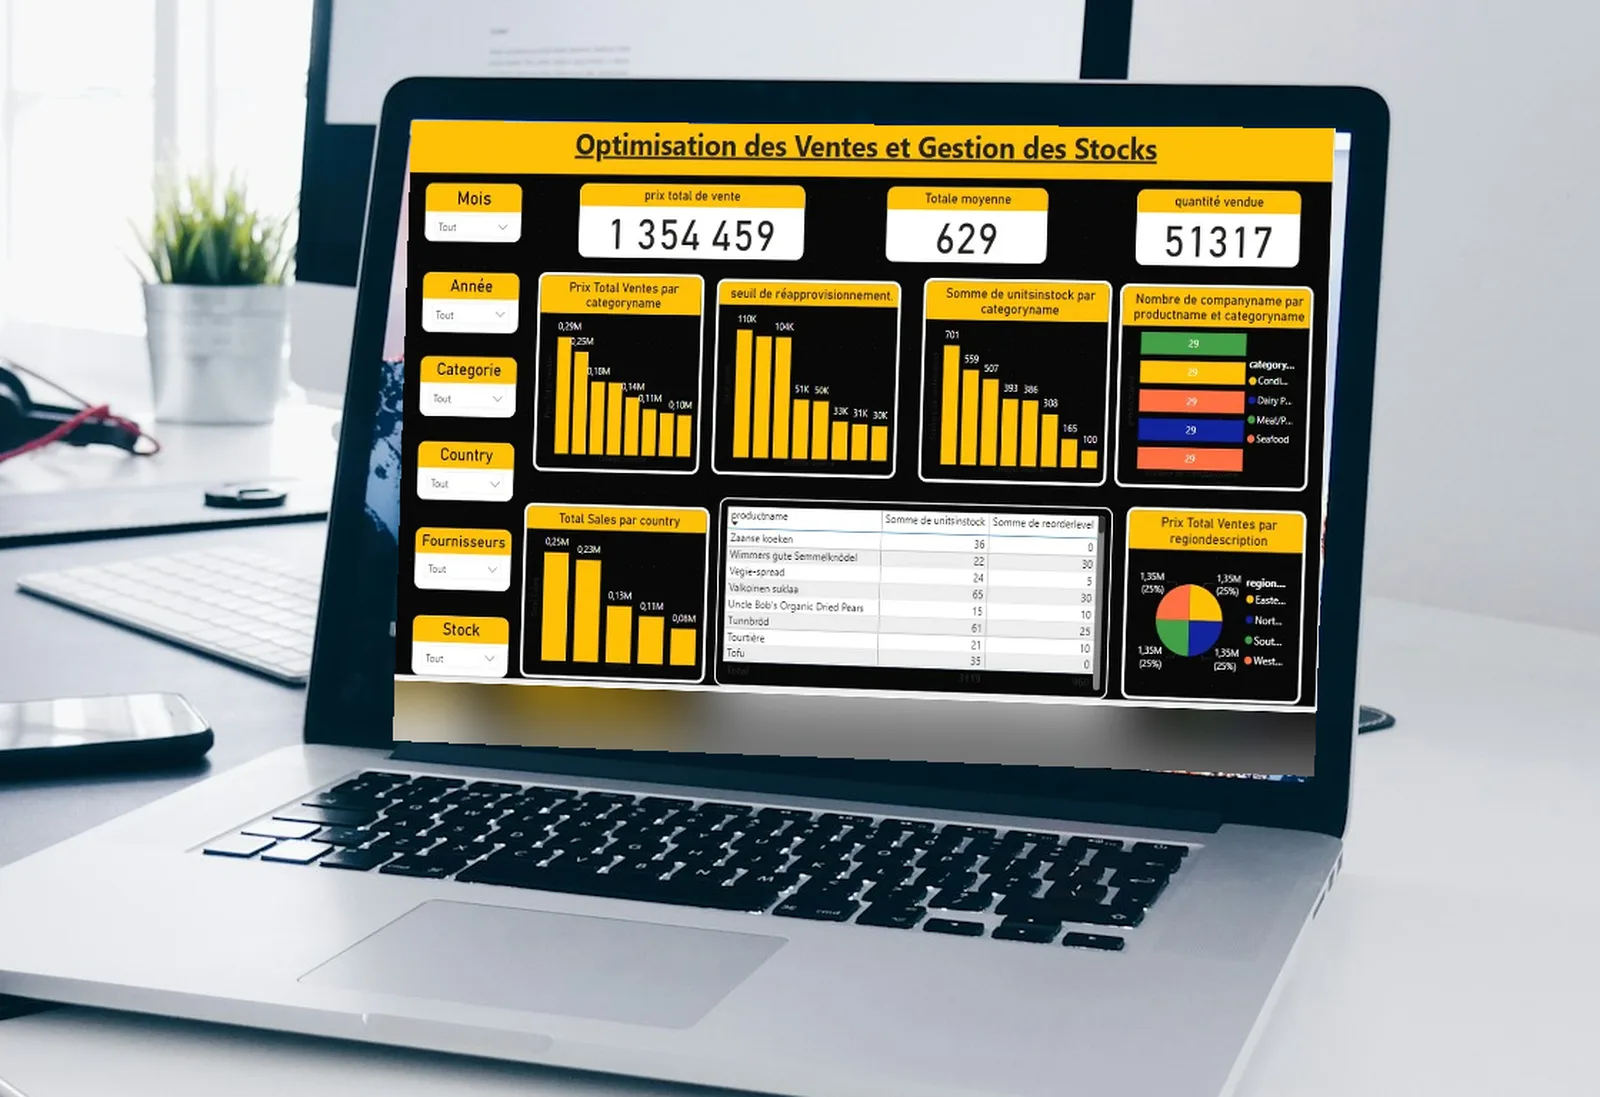 Optimisation des Ventes et Gestion des Stocks
Mois
Tout
prix total de vente
1 354 459
Totale moyenne
629
quantité vendue
51317
Année
Tout
Categorie
Tout
Country
Tout
Fournisseurs
Tout
Stock
Tout
Prix Total Ventes par
categoryname
0,29M
0,25M
0,18M
0,14M
0,11M
0,10M
seuil de réapprovisionnement.
110K
104K
51K
50K
33K
31K
30K
Somme de unitsinstock par
categoryname
701
559
507
393
386
308
165
100
Nombre de companyname par
productname et categoryname
29
29
29
29
29
category...
Condi...
Dairy P...
Meat/P...
Seafood
Total Sales par country
0,25M
0,23M
0,13M
0,11M
0,08M
productname Somme de unitsinstock Somme de reorderlevel
Zaanse koeken 36 0
Wimmers gute Semmelknödel 22 30
Vegie-spread 24 5
Valkoinen suklaa 65 30
Uncle Bob's Organic Dried Pears 15 10
Tunnbröd 61 25
Tourtière 21 10
Tofu 35 0
Total 3119 960
Prix Total Ventes par
regiondescription
1,35M
(25%)
1,35M
(25%)
1,35M
(25%)
1,35M
(25%)
region...
Easte...
Nort...
Sout...
West...